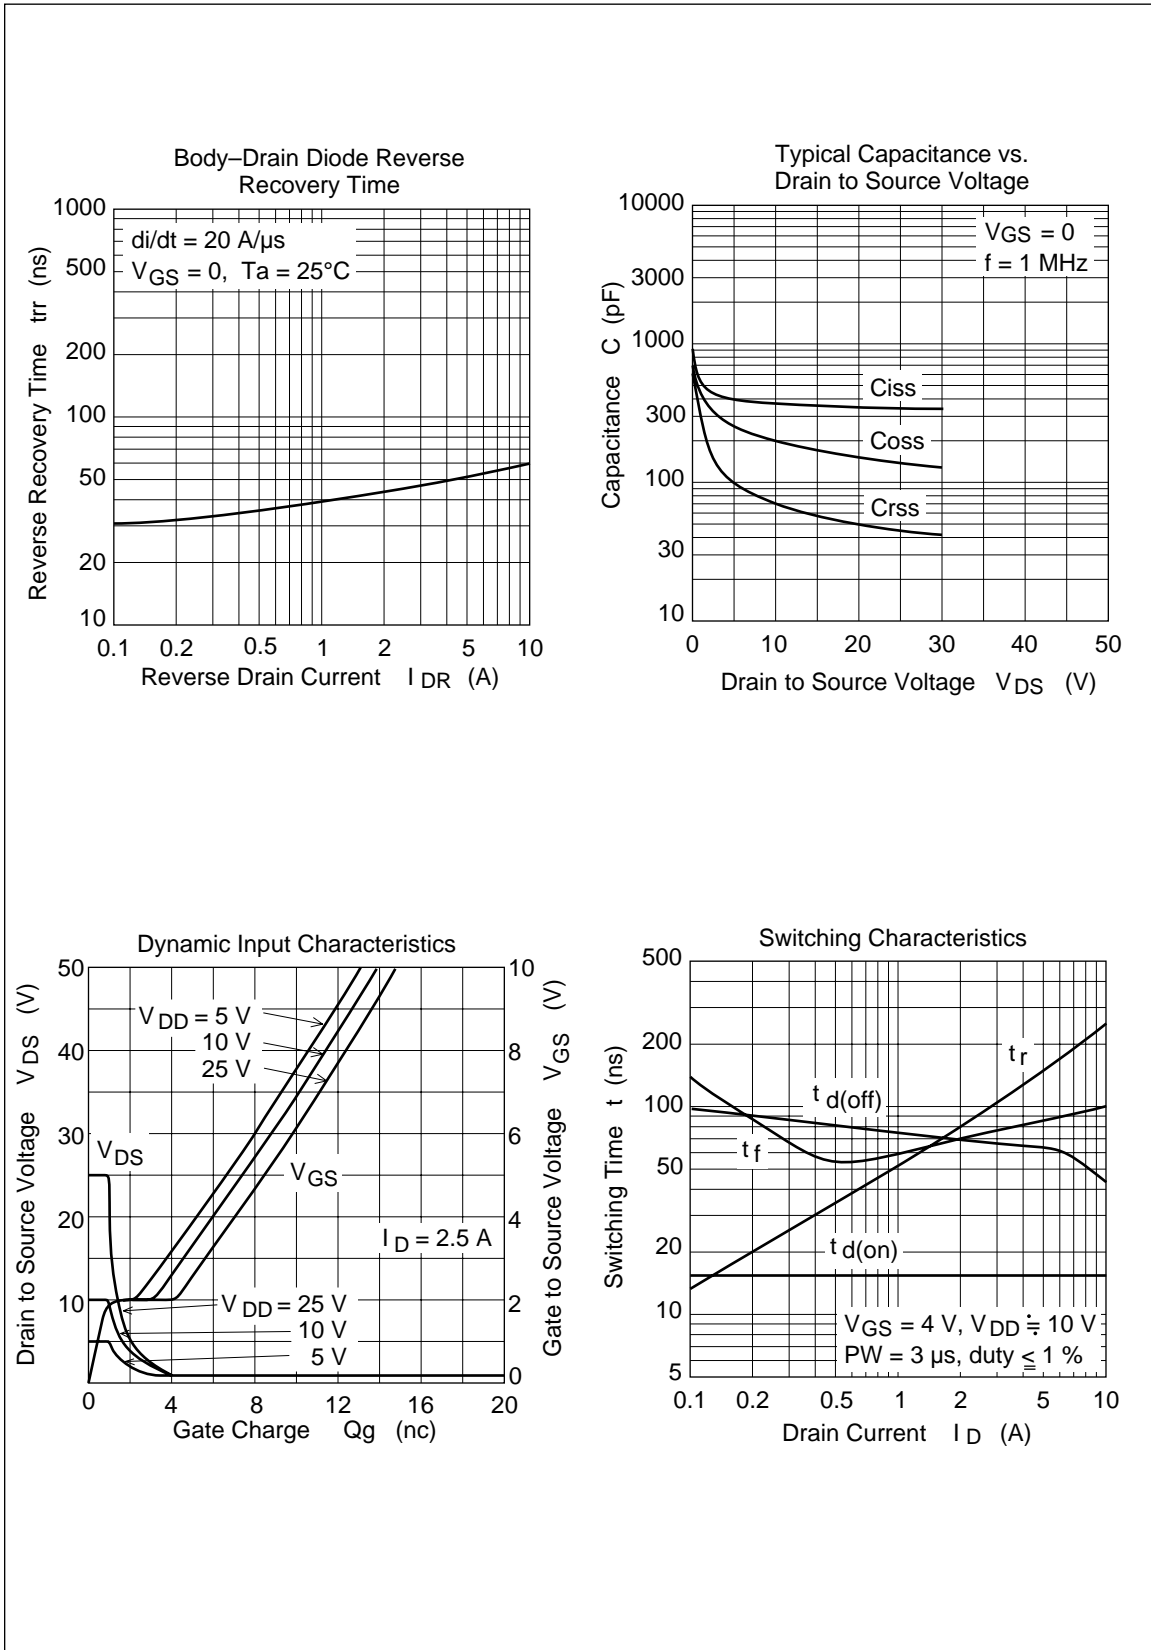 Body–Drain Diode Reverse
Recovery Time
1000
500
200
100
50
20
10
Reverse Recovery Time trr (ns)
di/dt = 20 A/µs
VGS = 0, Ta = 25°C
0.1 0.2 0.5 1 2 5 10
Reverse Drain Current I DR (A)
Typical Capacitance vs.
Drain to Source Voltage
10000
3000
1000
300
100
30
10
Capacitance C (pF)
VGS = 0
f = 1 MHz
Ciss
Coss
Crss
0 10 20 30 40 50
Drain to Source Voltage VDS (V)
Dynamic Input Characteristics
50
40
30
20
10
0
Drain to Source Voltage VDS (V)
VDD = 5 V
10 V
25 V
VDS
VGS
I D = 2.5 A
VDD = 25 V
10 V
5 V
10
8
6
4
2
0
Gate to Source Voltage VGS (V)
4 8 12 16 20
Gate Charge Qg (nc)
Switching Characteristics
500
200
100
50
20
10
5
Switching Time t (ns)
t r
t d(off)
t f
t d(on)
VGS = 4 V, VDD ≒ 10 V
PW = 3 µs, duty ≦ 1 %
0.1 0.2 0.5 1 2 5 10
Drain Current I D (A)